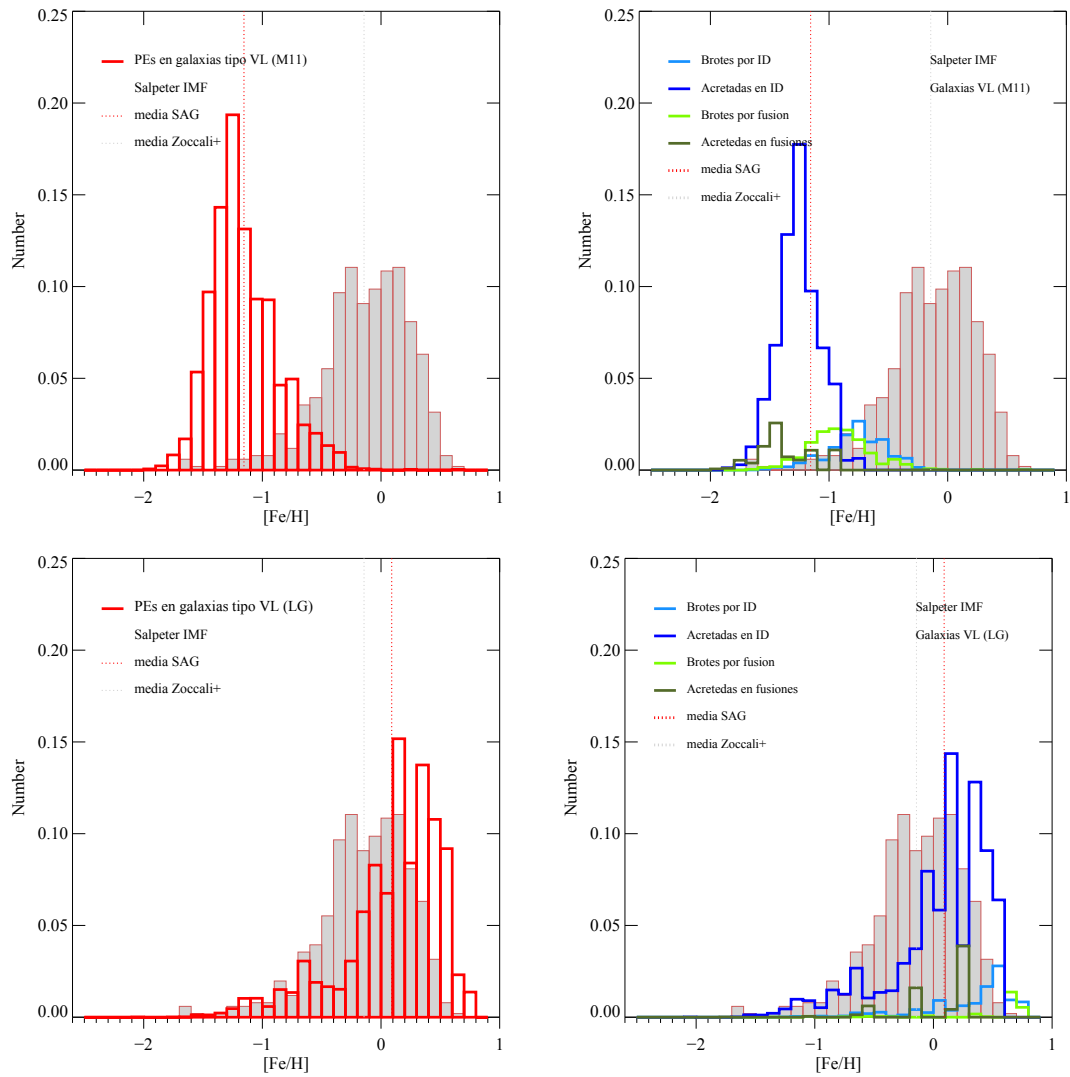 0.25
PEs en galaxias tipo VL (M11)
Salpeter IMF
media SAG
media Zoccali+
0.20
0.15
0.10
0.05
0.00
Number
−2
−1
0
1
[Fe/H]
0.25
Brotes por ID
Acretadas en ID
Brotes por fusion
Acretedas en fusiones
media SAG
media Zoccali+
Salpeter IMF
Galaxias VL (M11)
0.20
0.15
0.10
0.05
0.00
Number
−2
−1
0
1
[Fe/H]
0.25
PEs en galaxias tipo VL (LG)
Salpeter IMF
media SAG
media Zoccali+
0.20
0.15
0.10
0.05
0.00
Number
−2
−1
0
1
[Fe/H]
0.25
Brotes por ID
Acretadas en ID
Brotes por fusion
Acretedas en fusiones
media SAG
media Zoccali+
Salpeter IMF
Galaxias VL (LG)
0.20
0.15
0.10
0.05
0.00
Number
−2
−1
0
1
[Fe/H]